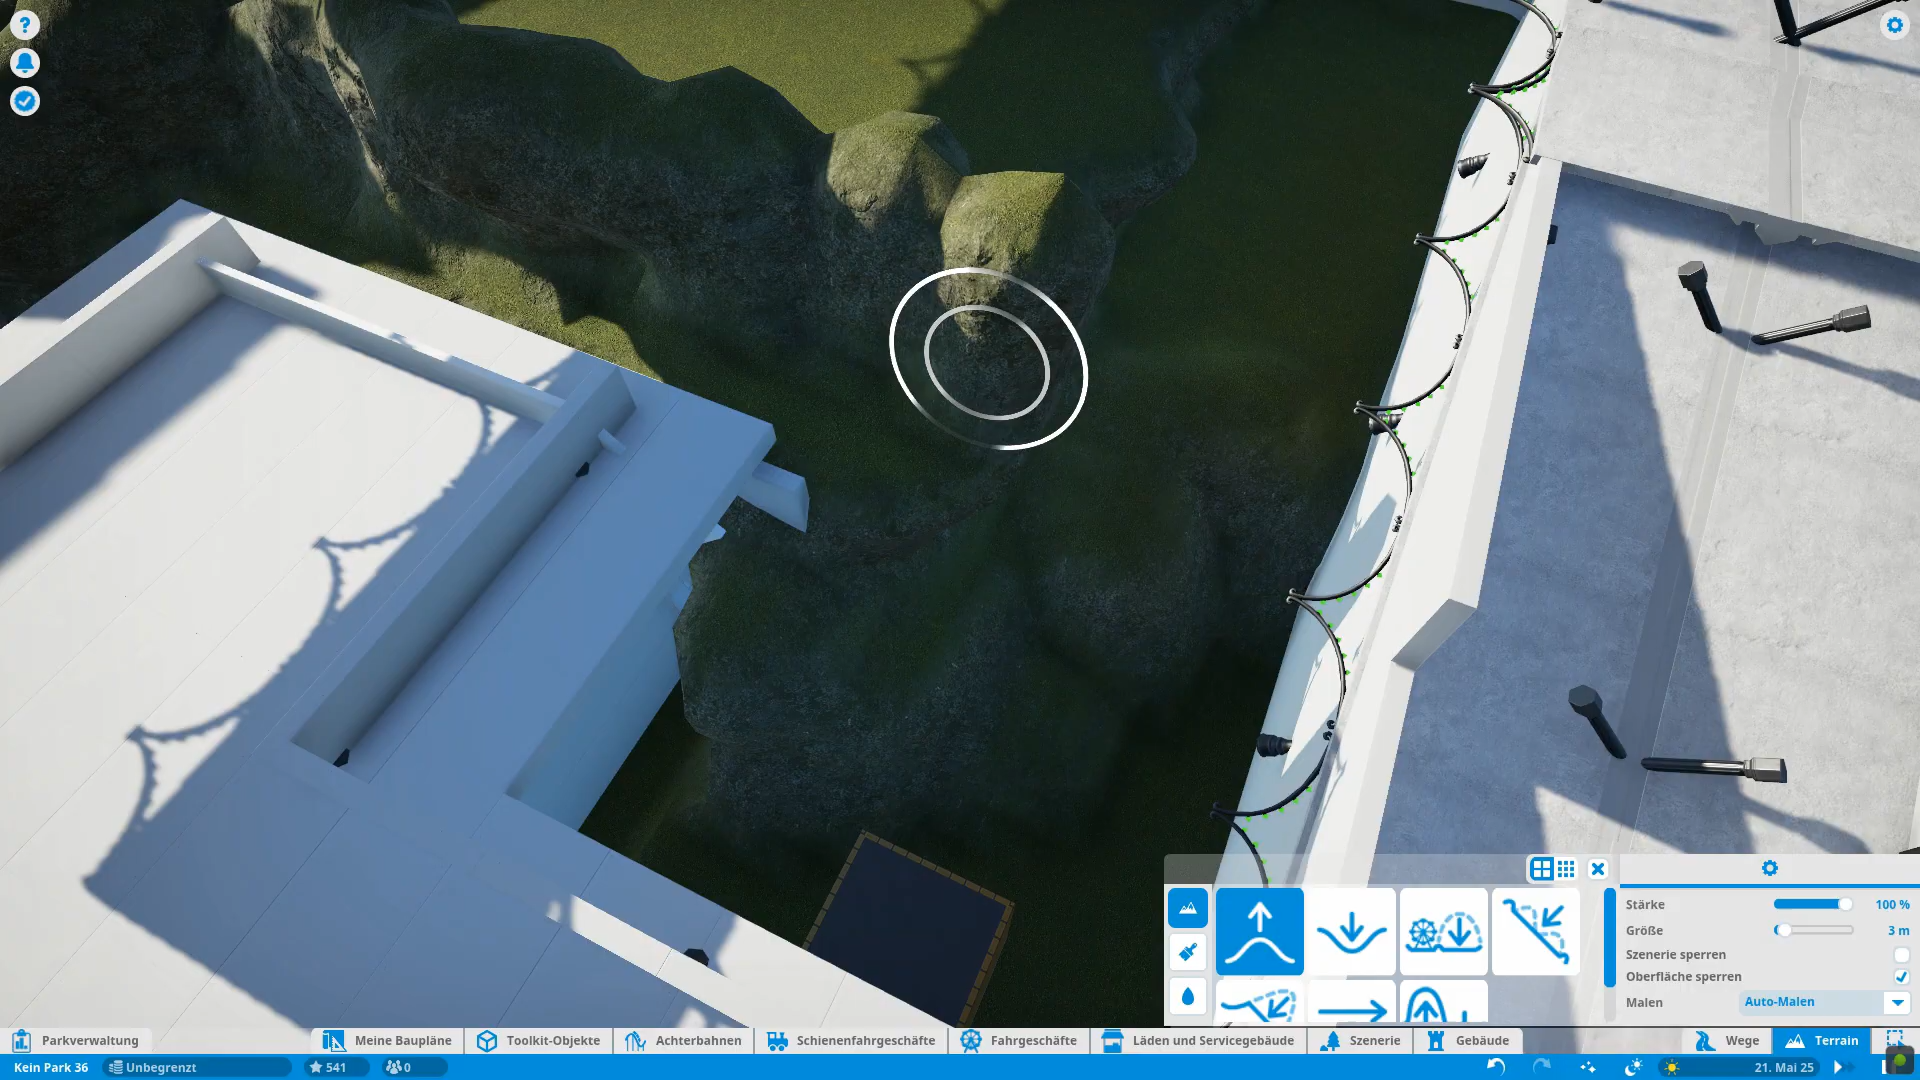 ?
Stärke 100 %
Größe 3 m
Szenerie sperren
Oberfläche sperren
Malen Auto-Malen
Parkverwaltung Meine Baupläne Toolkit-Objekte Achterbahnen Schienenfahrgeschäfte Fahrgeschäfte Läden und Servicegebäude Szenerie Gebäude Wege Terrain
Kein Park 36 Unbegrenzt 541 0 21. Mai 25